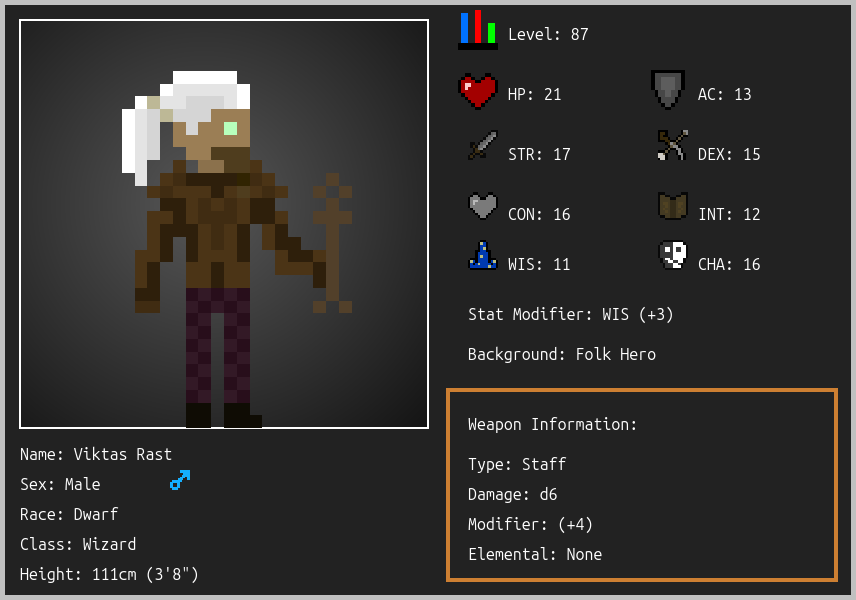 Level: 87
HP: 21
AC: 13
STR: 17
DEX: 15
CON: 16
INT: 12
WIS: 11
CHA: 16
Stat Modifier: WIS (+3)
Background: Folk Hero
Weapon Information:
Type: Staff
Damage: d6
Modifier: (+4)
Elemental: None
Name: Viktas Rast
Sex: Male
Race: Dwarf
Class: Wizard
Height: 111cm (3'8")